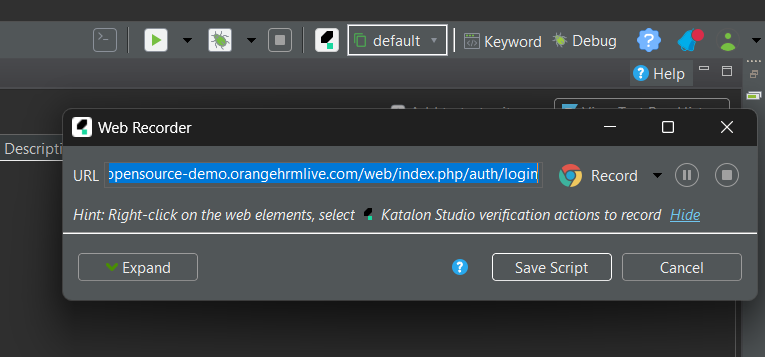 default Keyword Debug
Help
Descripti
Web Recorder
URL opensource-demo.orangehrmlive.com/web/index.php/auth/login Record
Hint: Right-click on the web elements, select Katalon Studio verification actions to record Hide
Expand ? Save Script Cancel